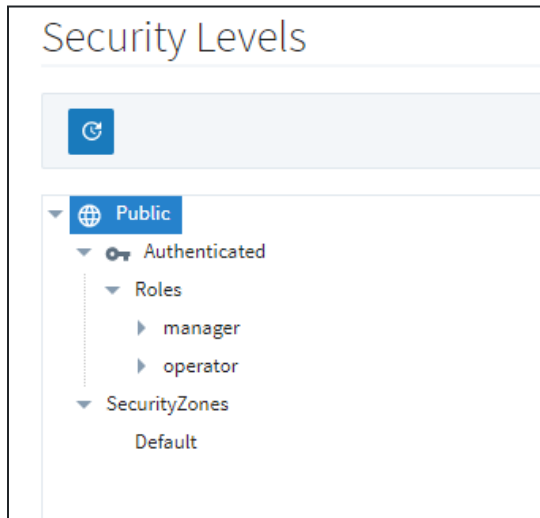 Security Levels
Public
Authenticated
Roles
manager
operator
SecurityZones
Default